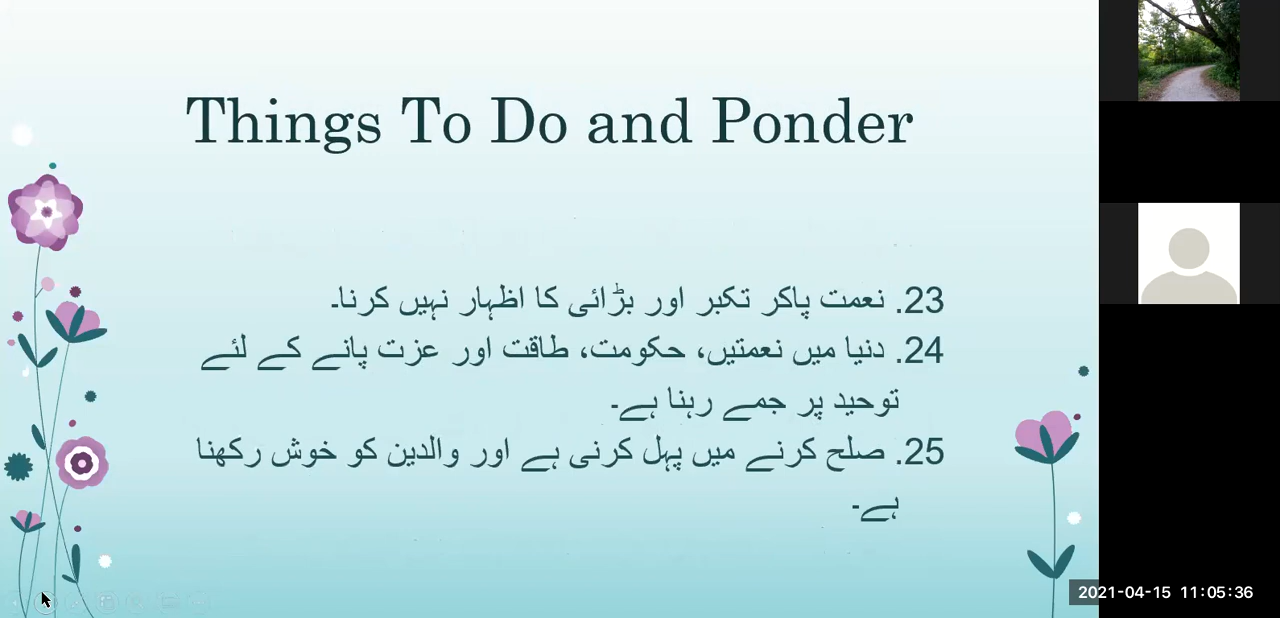 Things To Do and Ponder
23. نعمت پاکر تکبر اور بڑائی کا اظہار نہیں کرنا۔
24. دنیا میں نعمتیں، حکومت، طاقت اور عزت پانے کے لئے
توحید پر جمے رہنا ہے۔
25. صلح کرنے میں پہل کرنی ہے اور والدین کو خوش رکھنا
ہے۔
2021-04-15 11:05:36